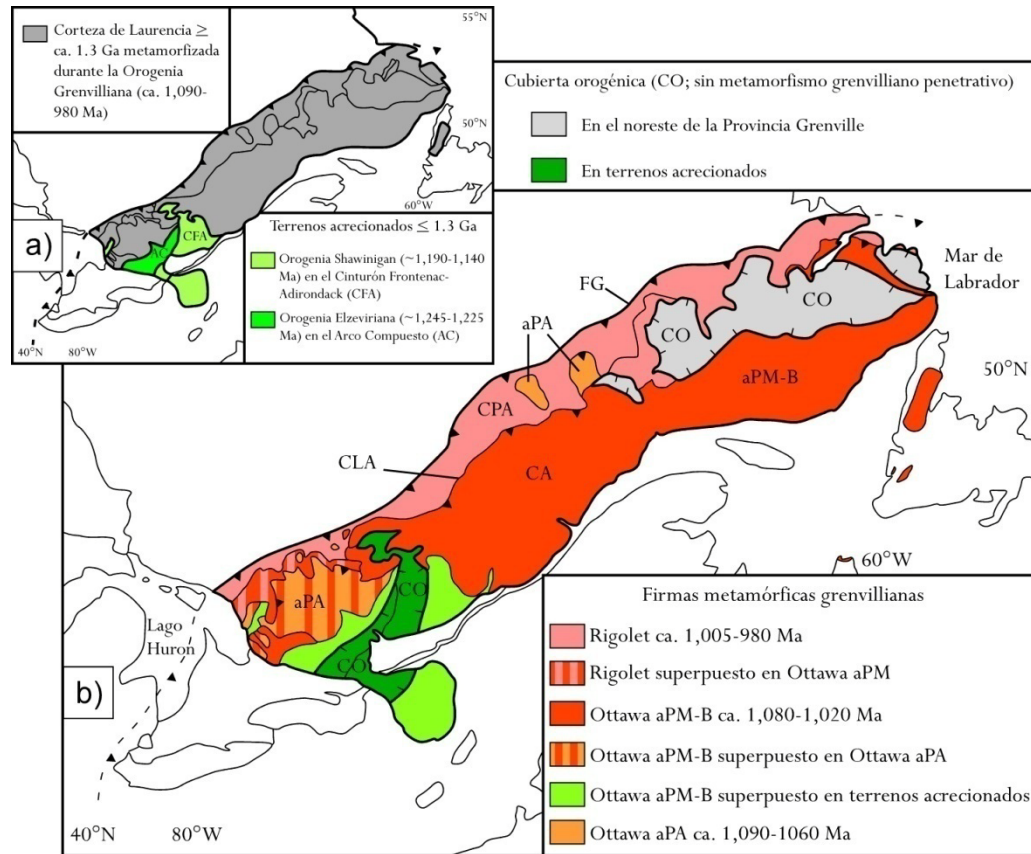 Corteza de Laurencia ≥
ca. 1.3 Ga metamorfizada
durante la Orogenia
Grenvilliana (ca. 1,090-
980 Ma)
55°N
50°N
60°W
CFA
AC
a)
40°N
80°W
Terrenos acrecionados ≤ 1.3 Ga
Orogenia Shawinigan (~1,190-1,140
Ma) en el Cinturón Frontenac-
Adirondack (CFA)
Orogenia Elzeviriana (~1,245-1,225
Ma) en el Arco Compuesto (AC)
Cubierta orogénica (CO; sin metamorfismo grenvilliano penetrativo)
En el noreste de la Provincia Grenville
En terrenos acrecionados
Mar de
Labrador
FG
CO
CO
aPA
aPM-B
50°N
CPA
CLA
CA
60°W
aPA
CO
CO
Lago
Huron
b)
40°N
80°W
Firmas metamórficas grenvillianas
Rigolet ca. 1,005-980 Ma
Rigolet superpuesto en Ottawa aPM
Ottawa aPM-B ca. 1,080-1,020 Ma
Ottawa aPM-B superpuesto en Ottawa aPA
Ottawa aPM-B superpuesto en terrenos acrecionados
Ottawa aPA ca. 1,090-1060 Ma